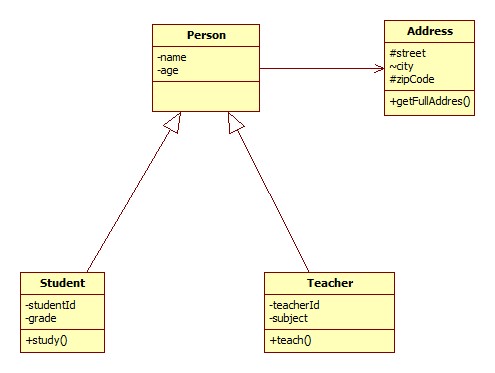 Person
-name
-age
Address
#street
~city
#zipCode
+getFullAddres()
Student
-studentId
-grade
+study()
Teacher
-teacherId
-subject
+teach()